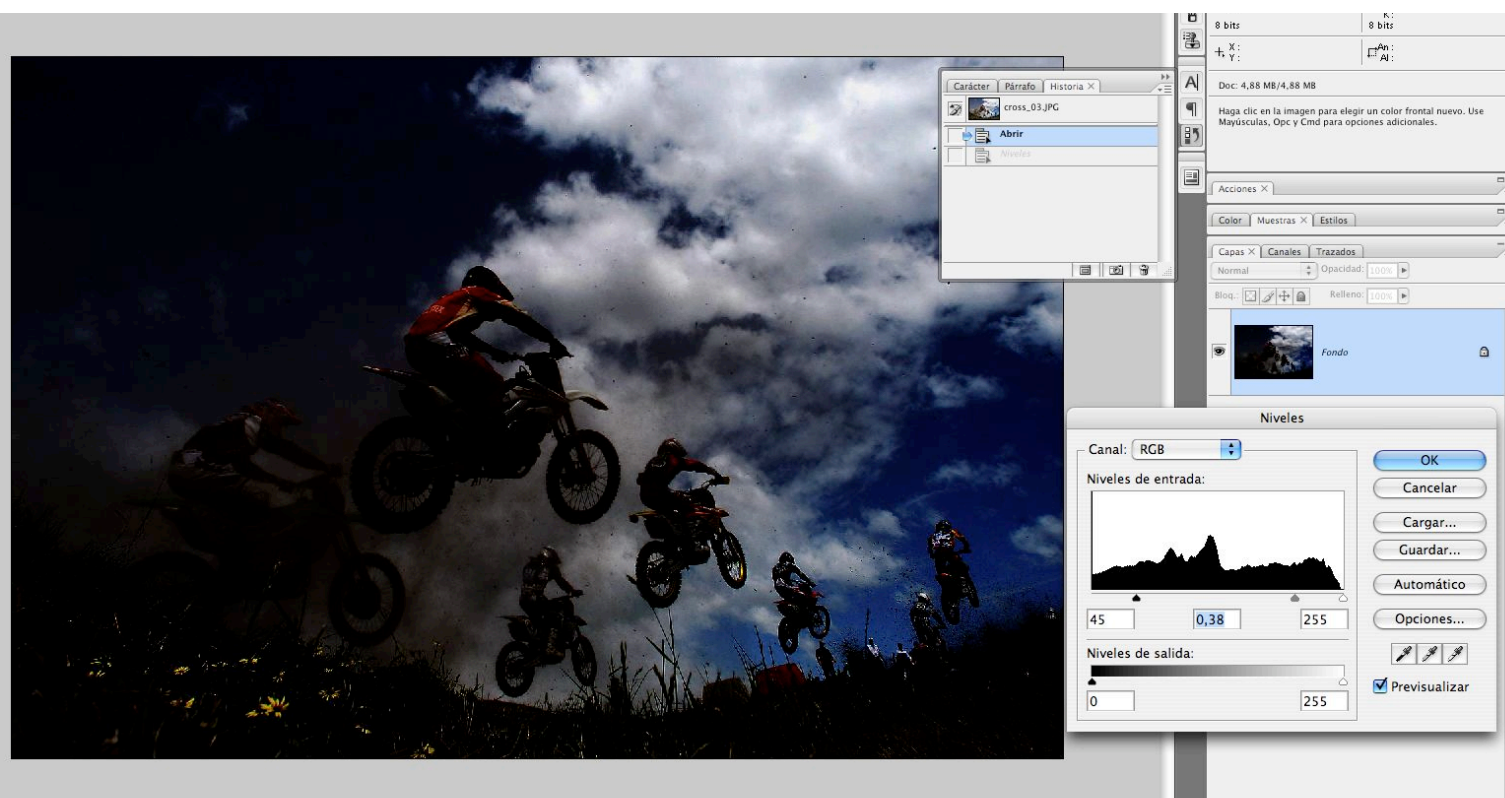 8 bits
K:
8 bits
X:
Y:
An:
Al:
Doc: 4,88 MB/4,88 MB
Haga clic en la imagen para elegir un color frontal nuevo. Use
Mayúsculas, Opc y Cmd para opciones adicionales.
Carácter
Párrafo
Historia
cross_03.JPG
Abrir
Niveles
Acciones
Color
Muestras
Estilos
Capas
Canales
Trazados
Normal
Opacidad: 100%
Bloq.:
Relleno: 100%
Fondo
Niveles
Canal: RGB
Niveles de entrada:
45
0,38
255
Niveles de salida:
0
255
OK
Cancelar
Cargar...
Guardar...
Automático
Opciones...
Previsualizar